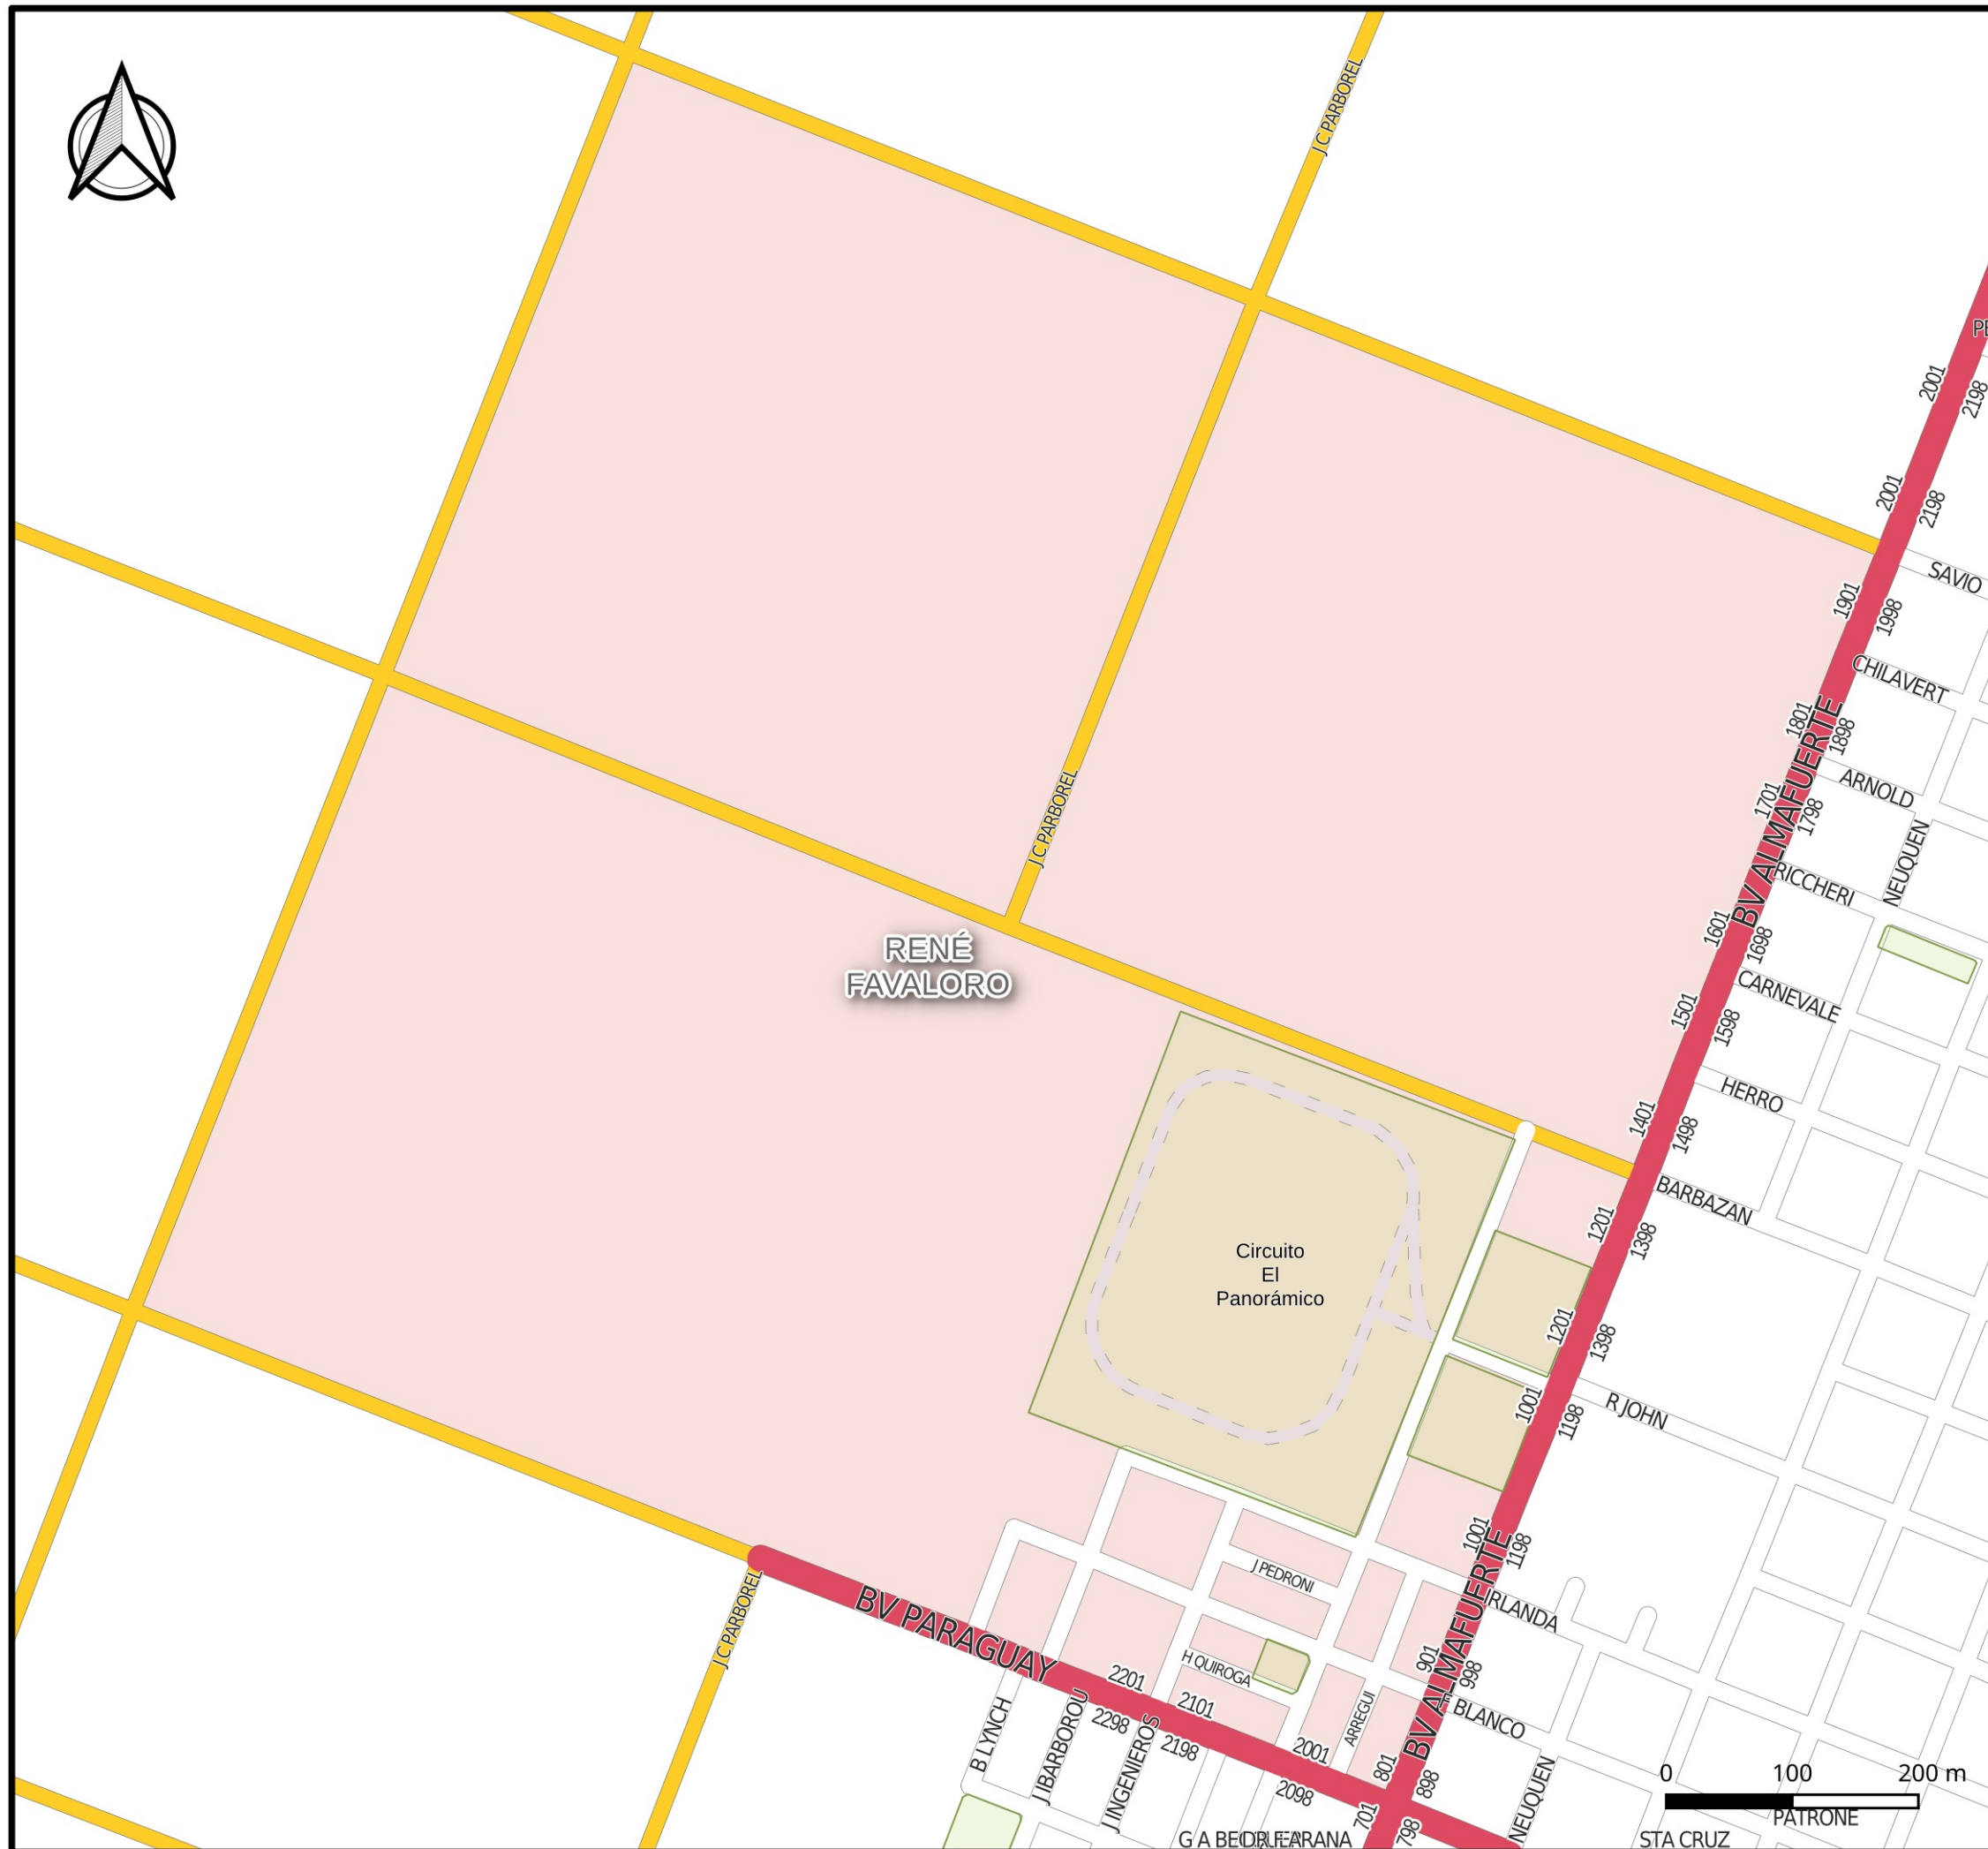 J C PARBOREL
2001
2198
2001
2198
SAVIO
1901
1998
CHILAVERT
1801
1898
BV ALMAFUERTE
ARNOLD
1701
1798
J C PARBOREL
NEUQUEN
RICCHERI
1601
1698
RENÉ
FAVALORO
CARNEVALE
1501
1598
HERRO
1401
1498
BARBAZAN
1201
1398
Circuito
El
Panorámico
1201
1398
1001
1198
R JOHN
1001
1198
BV ALMAFUERTE
J PEDRONI
IRLANDA
J C PARBOREL
BV PARAGUAY
901
998
H QUIROGA
2201
2298
2101
2198
ARREGUI
BLANCO
B LYNCH
J IBARBOROU
J INGENIEROS
2001
2098
801
898
NEUQUEN
0 100 200 m
701
798
PATRONE
STA CRUZ